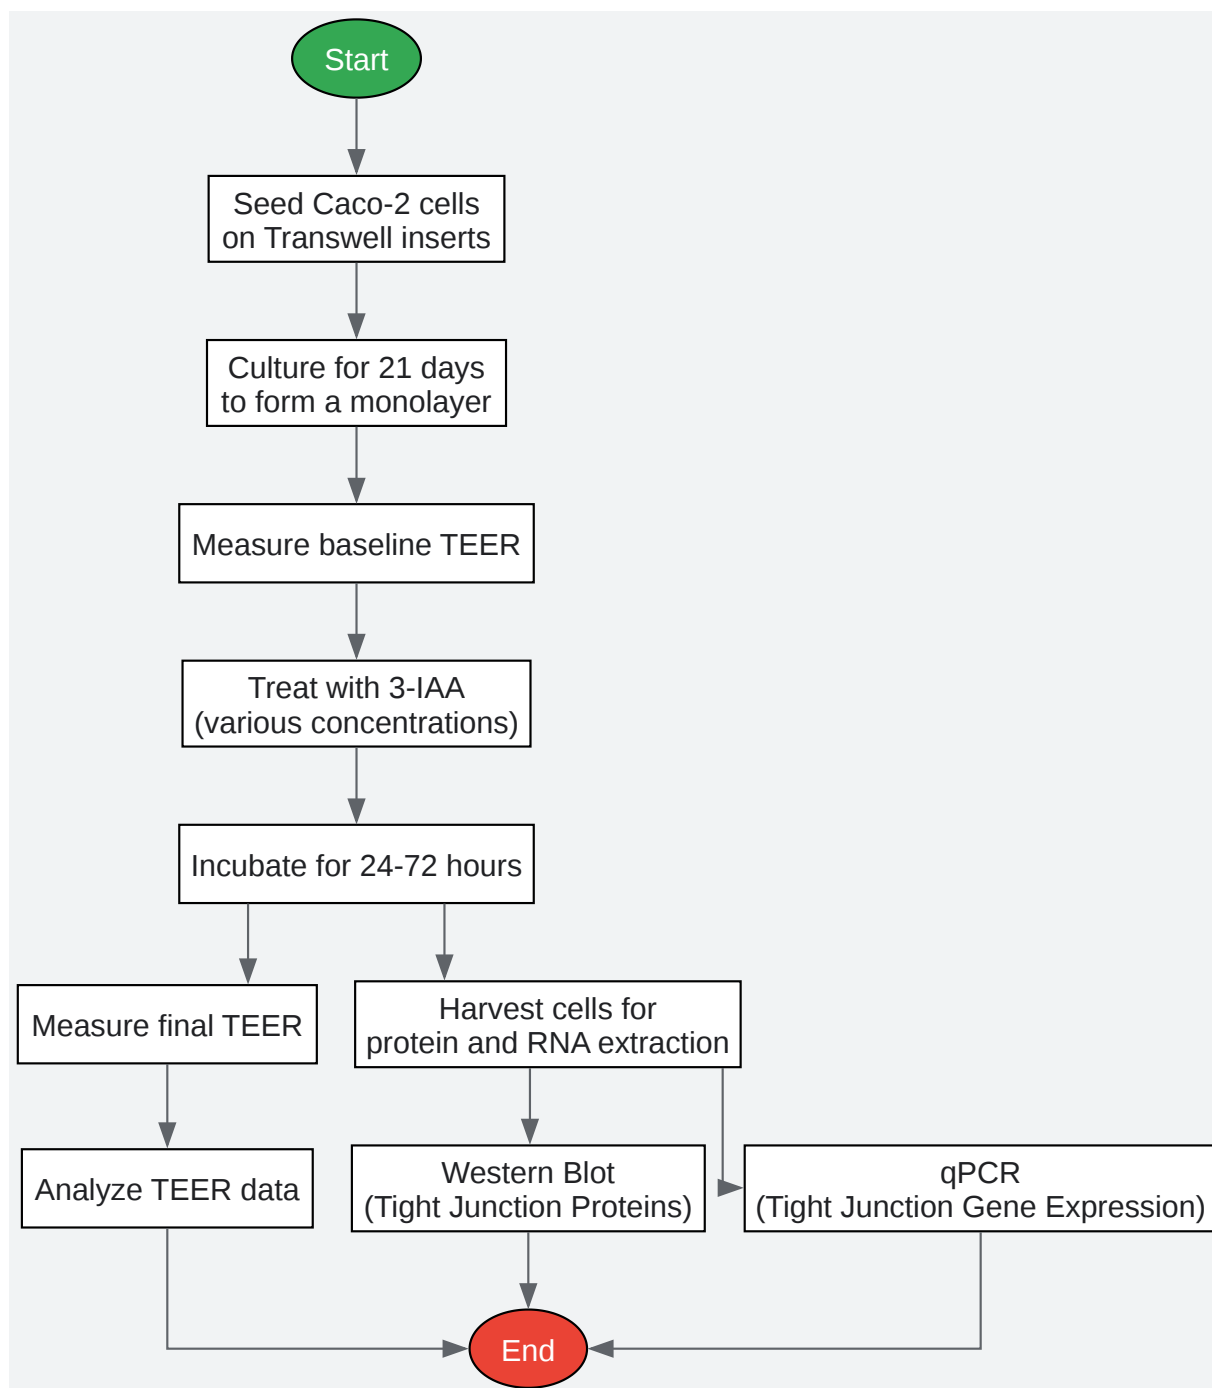 Start
Seed Caco-2 cells
on Transwell inserts
Culture for 21 days
to form a monolayer
Measure baseline TEER
Treat with 3-IAA
(various concentrations)
Incubate for 24-72 hours
Measure final TEER
Harvest cells for
protein and RNA extraction
Analyze TEER data
Western Blot
(Tight Junction Proteins)
qPCR
(Tight Junction Gene Expression)
End